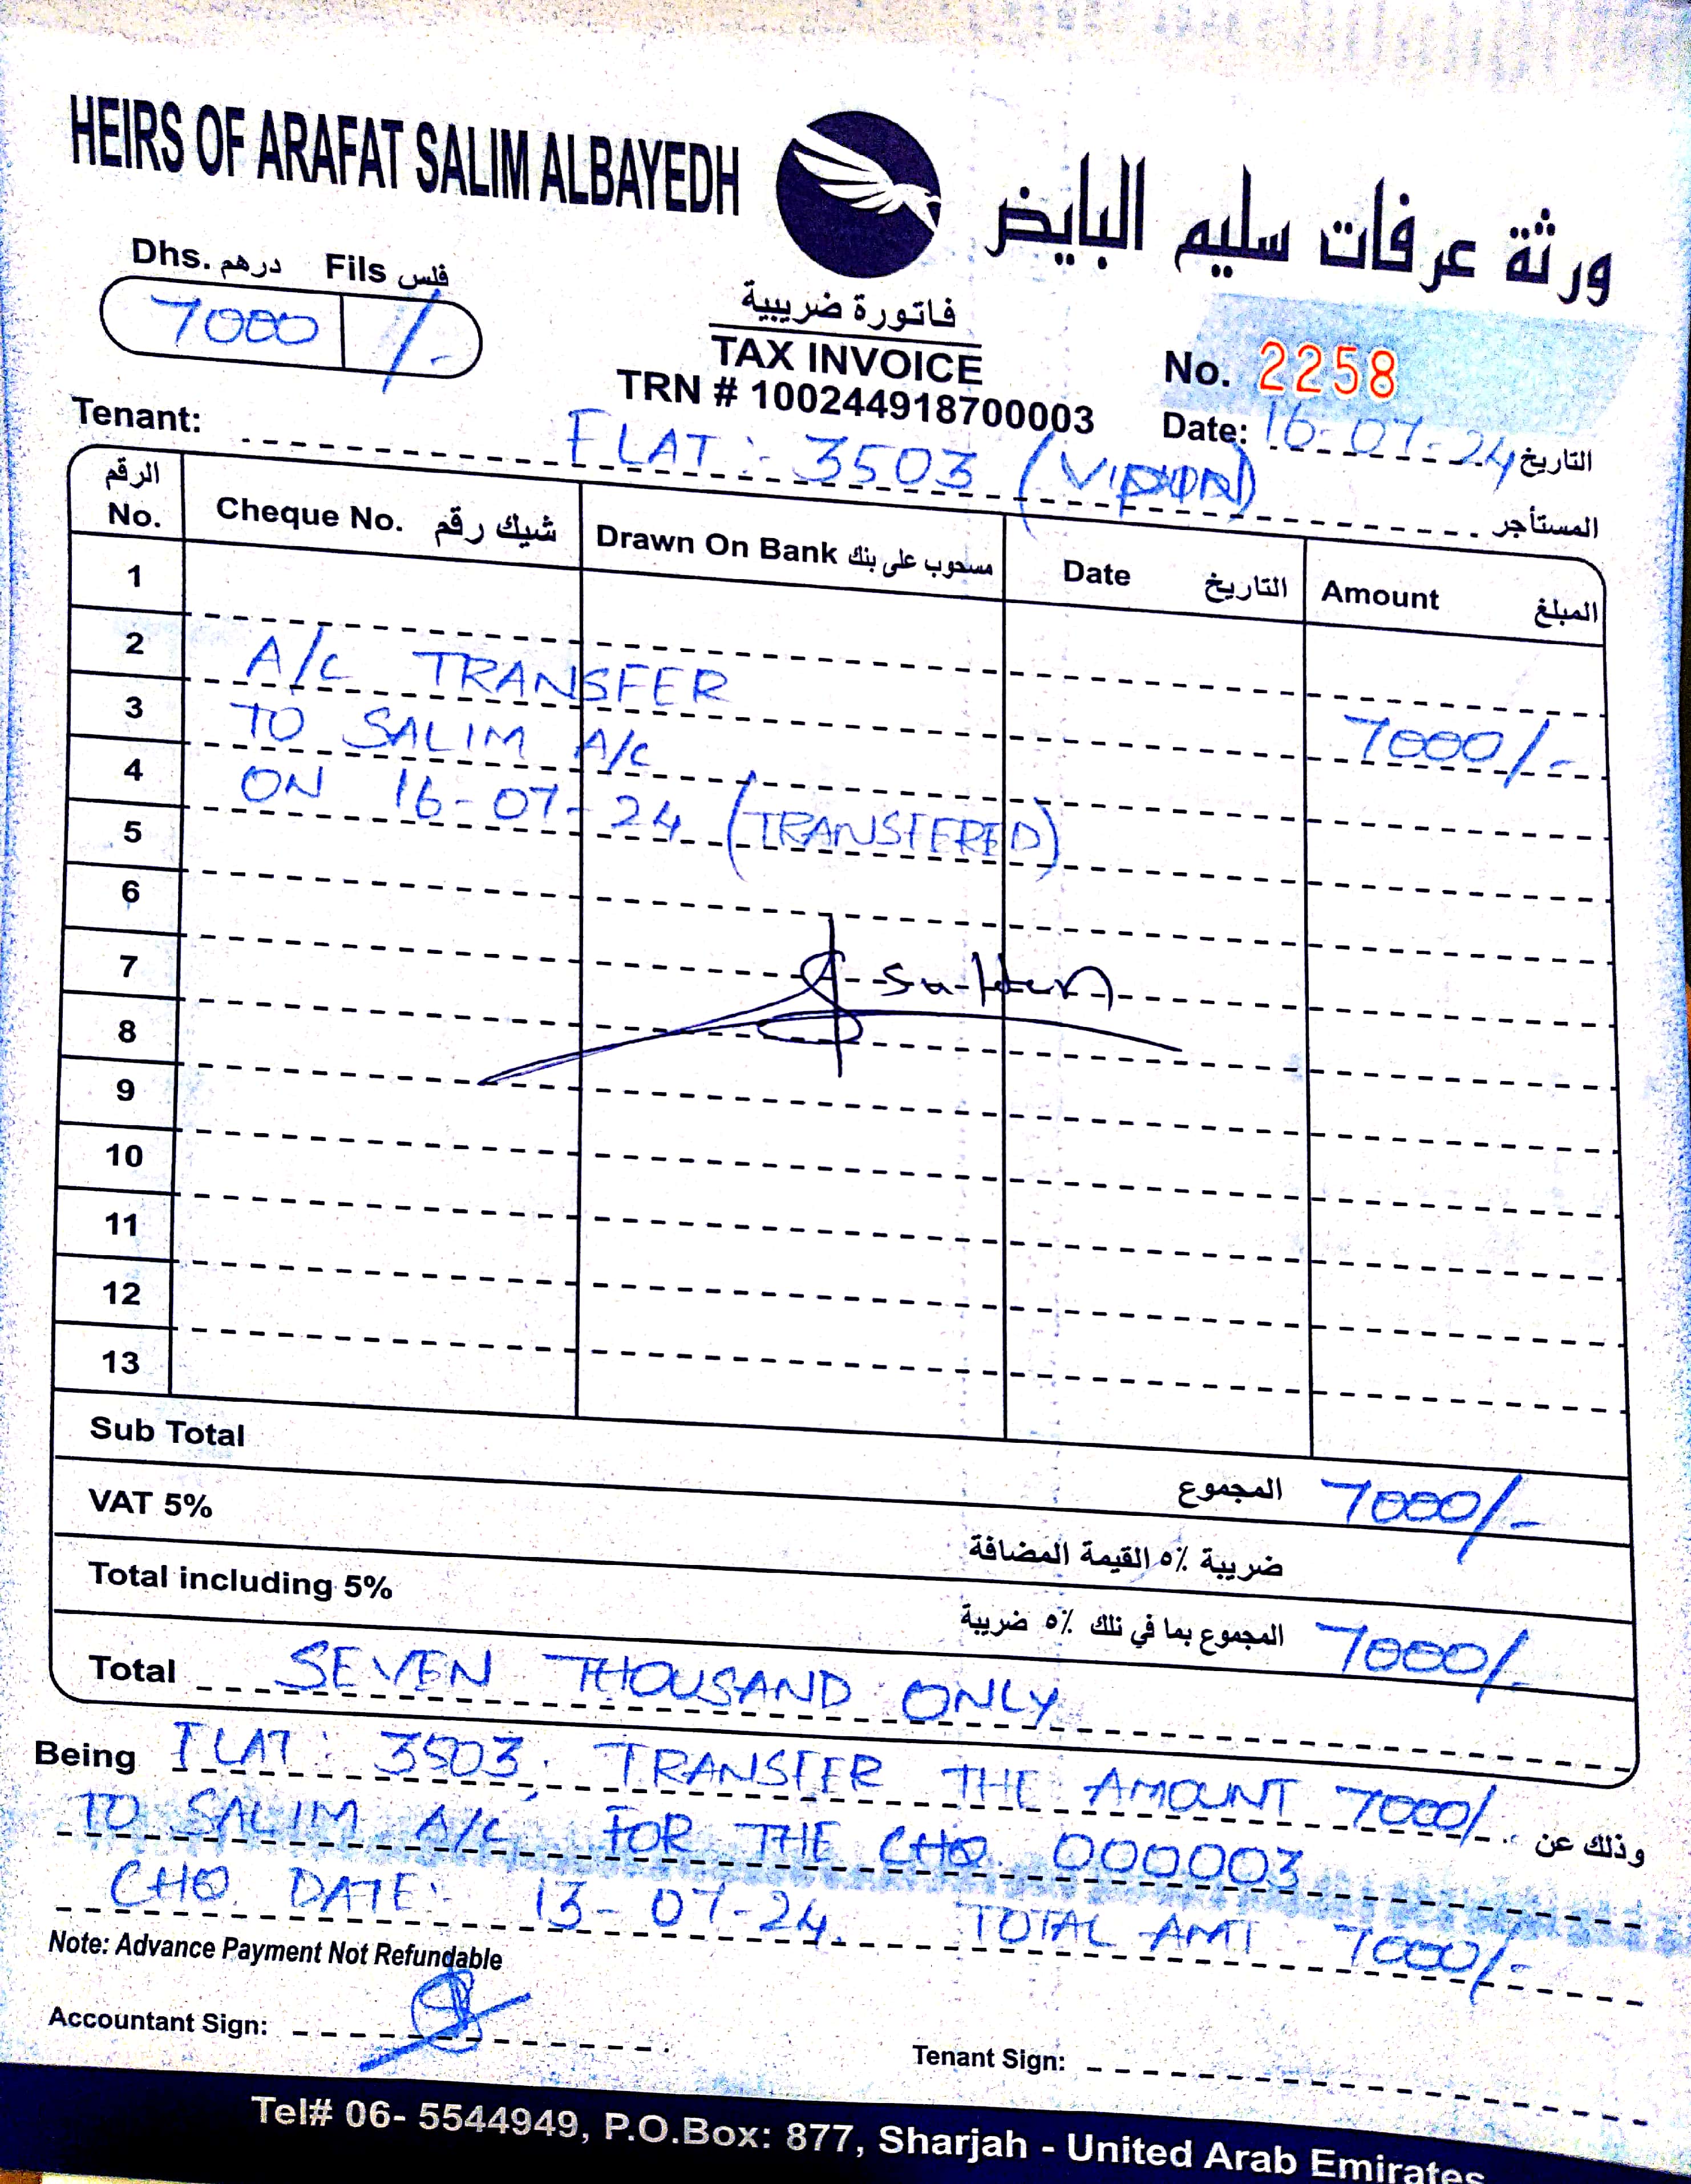 HEIRS OF ARAFAT SALIM ALBAYEDH
ورثة عرفات سليم البايض
Dhs. درهم Fils فلس
7000 /-
فاتورة ضريبية
TAX INVOICE
TRN # 100244918700003
No. 2258
Date: 16-07-24 التاريخ
Tenant: FLAT: 3503 المستأجر
الرقم No. Cheque No. شيك رقم Drawn On Bank مسحوب على بنك Date التاريخ Amount المبلغ
1
2 A/C TRANSFER
3 TO SALIM A/C 7000/-
4 ON 16-07-24 (TRANSFERED)
5
6
7 Sultan
8
9
10
11
12
13
Sub Total المجموع 7000/-
VAT 5% ضريبة ٥٪ القيمة المضافة
Total including 5% المجموع بما في تلك ٥٪ ضريبة 7000/-
Total SEVEN THOUSAND ONLY
Being FLAT: 3503, TRANSFER THE AMOUNT 7000/- وذلك عن
TO SALIM A/C FOR THE CHQ 000003
CHQ DATE:- 13-07-24. TOTAL AMT 7000/-
Note: Advance Payment Not Refundable
Accountant Sign:
Tenant Sign:
Tel# 06- 5544949, P.O.Box: 877, Sharjah - United Arab Emirates